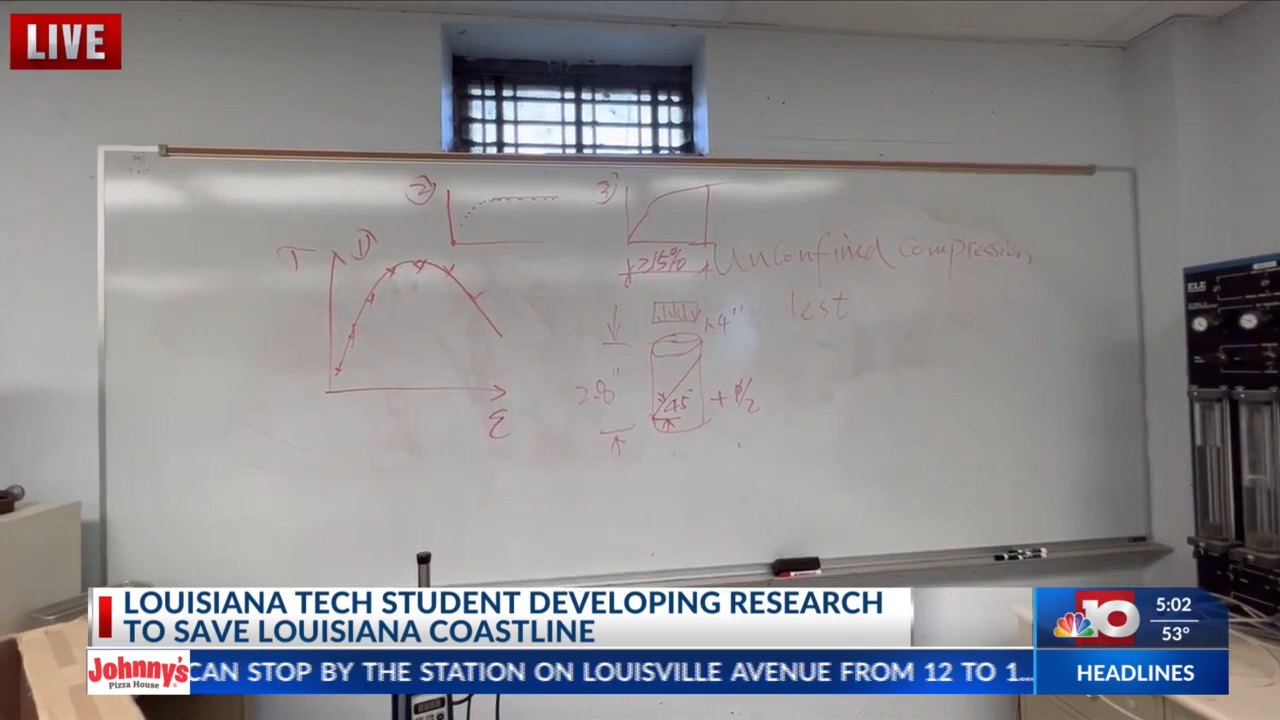 LIVE
②
3)
T
①
>15%
Unconfined compression
Test
1.4"
2.8"
45 + φ/2
ε
ELE
LOUISIANA TECH STUDENT DEVELOPING RESEARCH
TO SAVE LOUISIANA COASTLINE
10
5:02
53°
Johnny's
Pizza House
CAN STOP BY THE STATION ON LOUISVILLE AVENUE FROM 12 TO 1...
HEADLINES